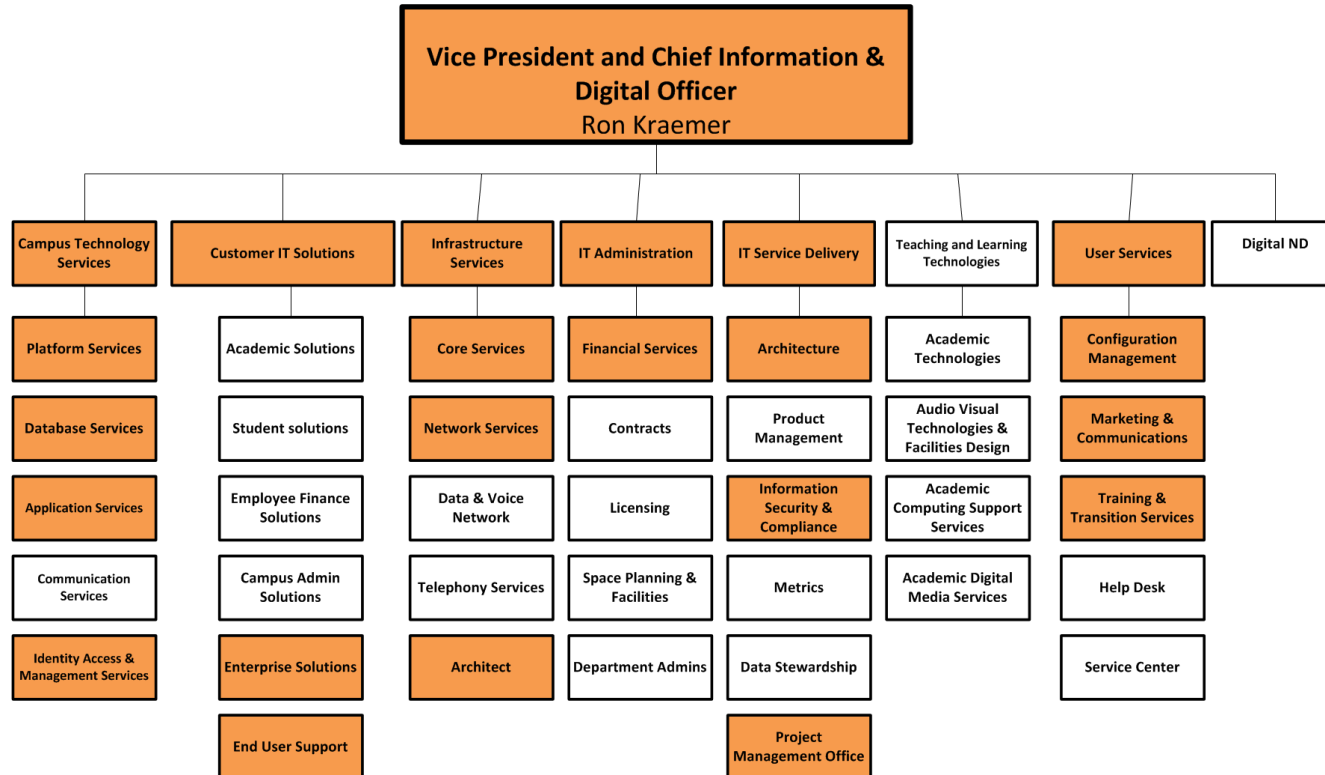 Vice President and Chief Information &
Digital Officer
Ron Kraemer
Campus Technology
Services
Customer IT Solutions
Infrastructure
Services
IT Administration
IT Service Delivery
Teaching and Learning
Technologies
User Services
Digital ND
Platform Services
Academic Solutions
Core Services
Financial Services
Architecture
Academic
Technologies
Configuration
Management
Database Services
Student solutions
Network Services
Contracts
Product
Management
Audio Visual
Technologies &
Facilities Design
Marketing &
Communications
Application Services
Employee Finance
Solutions
Data & Voice
Network
Licensing
Information
Security &
Compliance
Academic
Computing Support
Services
Training &
Transition Services
Communication
Services
Campus Admin
Solutions
Telephony Services
Space Planning &
Facilities
Metrics
Academic Digital
Media Services
Help Desk
Identity Access &
Management Services
Enterprise Solutions
Architect
Department Admins
Data Stewardship
Service Center
End User Support
Project
Management Office